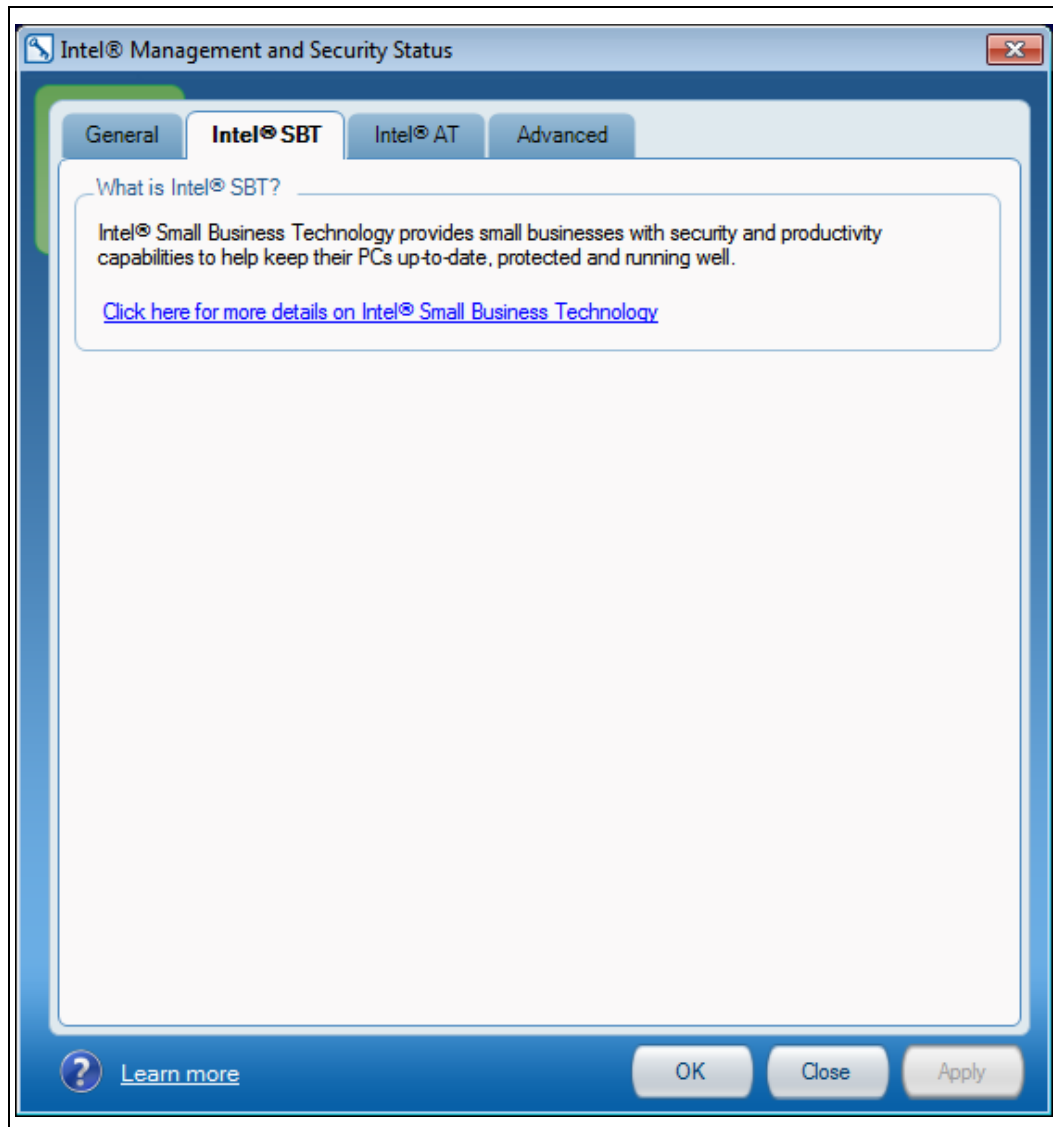 Intel® Management and Security Status
General
Intel® SBT
Intel® AT
Advanced
What is Intel® SBT?
Intel® Small Business Technology provides small businesses with security and productivity
capabilities to help keep their PCs up-to-date, protected and running well.
Click here for more details on Intel® Small Business Technology
Learn more
OK
Close
Apply